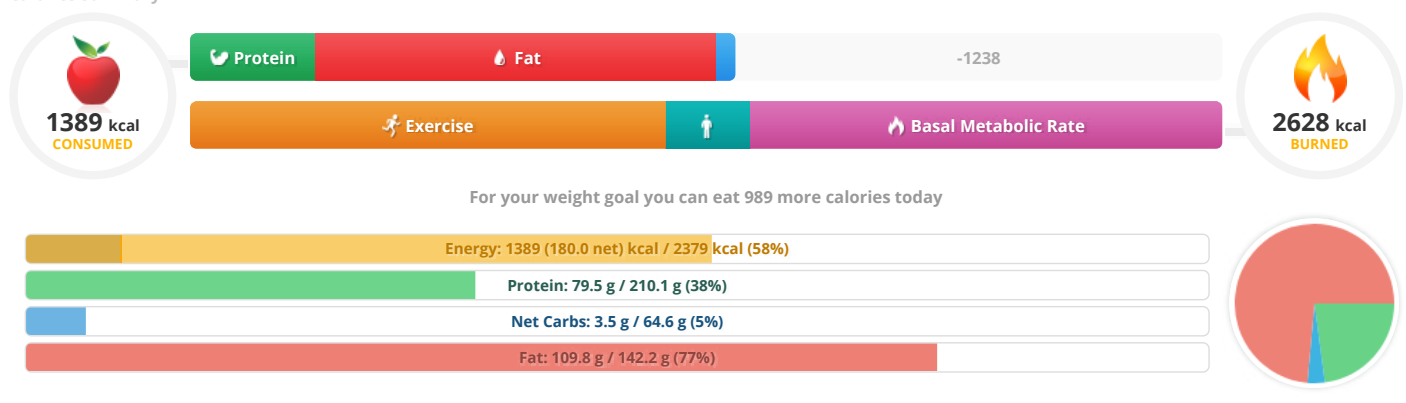 Protein
Fat
-1238
1389 kcal
CONSUMED
Exercise
Basal Metabolic Rate
2628 kcal
BURNED
For your weight goal you can eat 989 more calories today
Energy: 1389 (180.0 net) kcal / 2379 kcal (58%)
Protein: 79.5 g / 210.1 g (38%)
Net Carbs: 3.5 g / 64.6 g (5%)
Fat: 109.8 g / 142.2 g (77%)